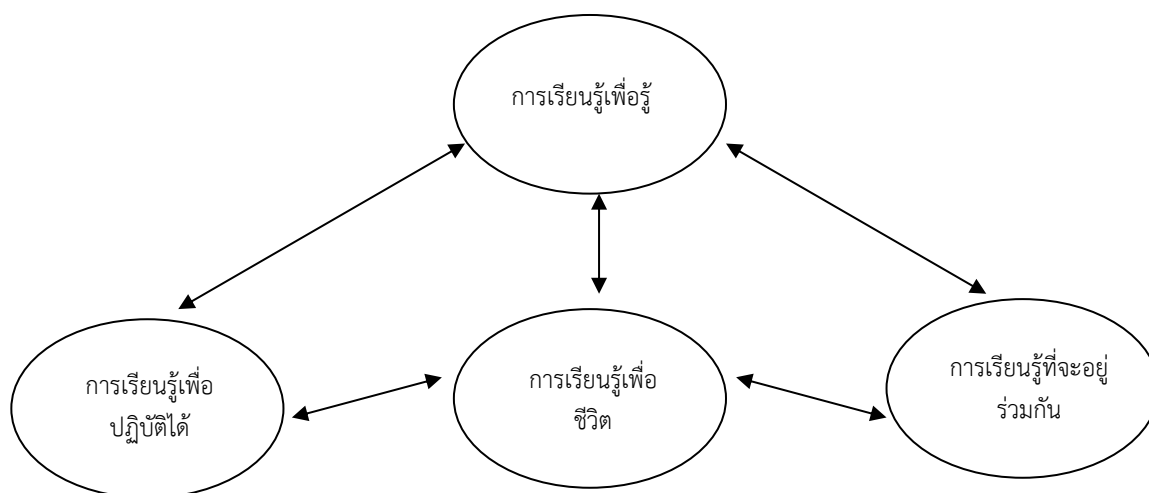 การเรียนรู้เพื่อรู้
การเรียนรู้เพื่อ
ปฏิบัติได้
การเรียนรู้เพื่อ
ชีวิต
การเรียนรู้ที่จะอยู่
ร่วมกัน